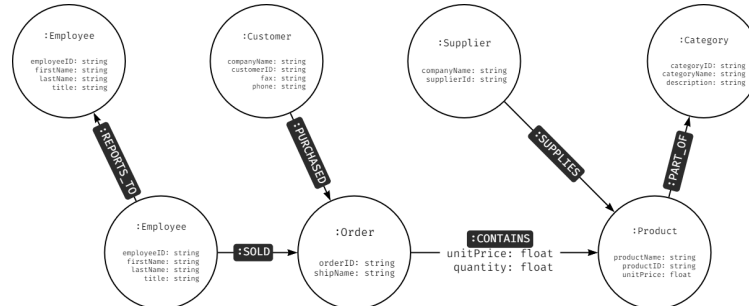 :Employee
employeeID: string
firstName: string
lastName: string
title: string
:Customer
companyName: string
customerID: string
fax: string
phone: string
:Supplier
companyName: string
supplierId: string
:Category
categoryID: string
categoryName: string
description: string
:REPORTS_TO
:PURCHASED
:SUPPLIES
:PART_OF
:Employee
employeeID: string
firstName: string
lastName: string
title: string
:SOLD
:Order
orderID: string
shipName: string
:CONTAINS
unitPrice: float
quantity: float
:Product
productName: string
productID: string
unitPrice: float